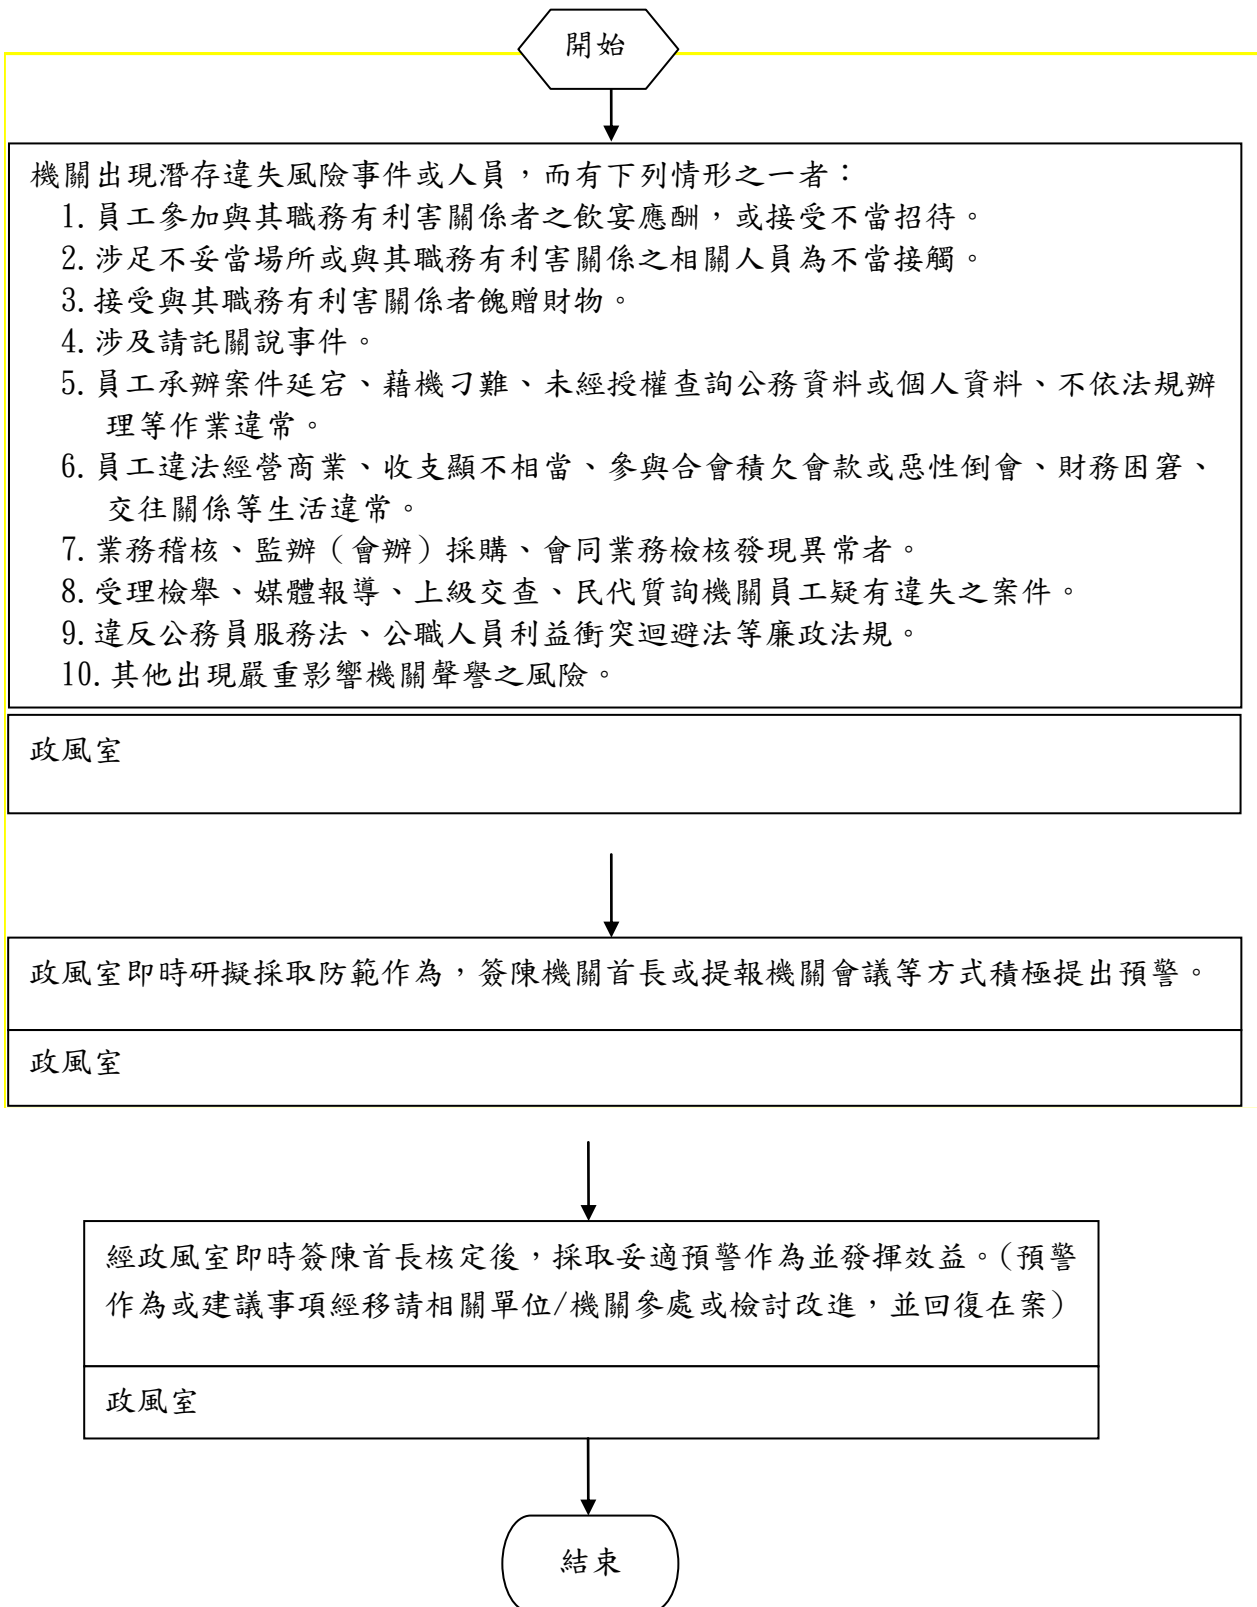 開始
機關出現潛存違失風險事件或人員，而有下列情形之一者：
1.員工參加與其職務有利害關係者之飲宴應酬，或接受不當招待。
2.涉足不妥當場所或與其職務有利害關係之相關人員為不當接觸。
3.接受與其職務有利害關係者餽贈財物。
4.涉及請託關說事件。
5.員工承辦案件延宕、藉機刁難、未經授權查詢公務資料或個人資料、不依法規辦
理等作業違常。
6.員工違法經營商業、收支顯不相當、參與合會積欠會款或惡性倒會、財務困窘、
交往關係等生活違常。
7.業務稽核、監辦（會辦）採購、會同業務檢核發現異常者。
8.受理檢舉、媒體報導、上級交查、民代質詢機關員工疑有違失之案件。
9.違反公務員服務法、公職人員利益衝突迴避法等廉政法規。
10.其他出現嚴重影響機關聲譽之風險。
政風室
政風室即時研擬採取防範作為，簽陳機關首長或提報機關會議等方式積極提出預警。
政風室
經政風室即時簽陳首長核定後，採取妥適預警作為並發揮效益。(預警
作為或建議事項經移請相關單位/機關參處或檢討改進，並回復在案)
政風室
結束